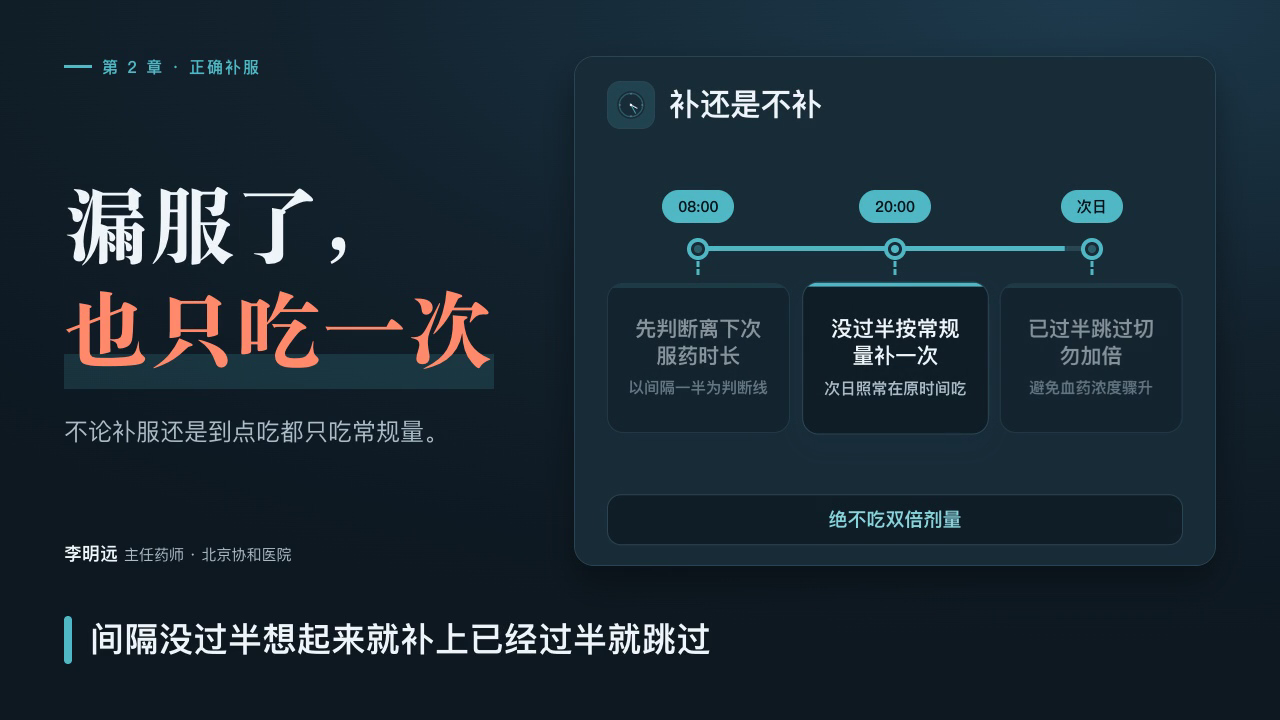 第 2 章 · 正确补服
漏服了，
也只吃一次
不论补服还是到点吃都只吃常规量。
李明远 主任药师 · 北京协和医院
补还是不补
08:00
20:00
次日
先判断离下次
服药时长
以间隔一半为判断线
没过半按常规
量补一次
次日照常在原时间吃
已过半跳过切
勿加倍
避免血药浓度骤升
绝不吃双倍剂量
间隔没过半想起来就补上已经过半就跳过